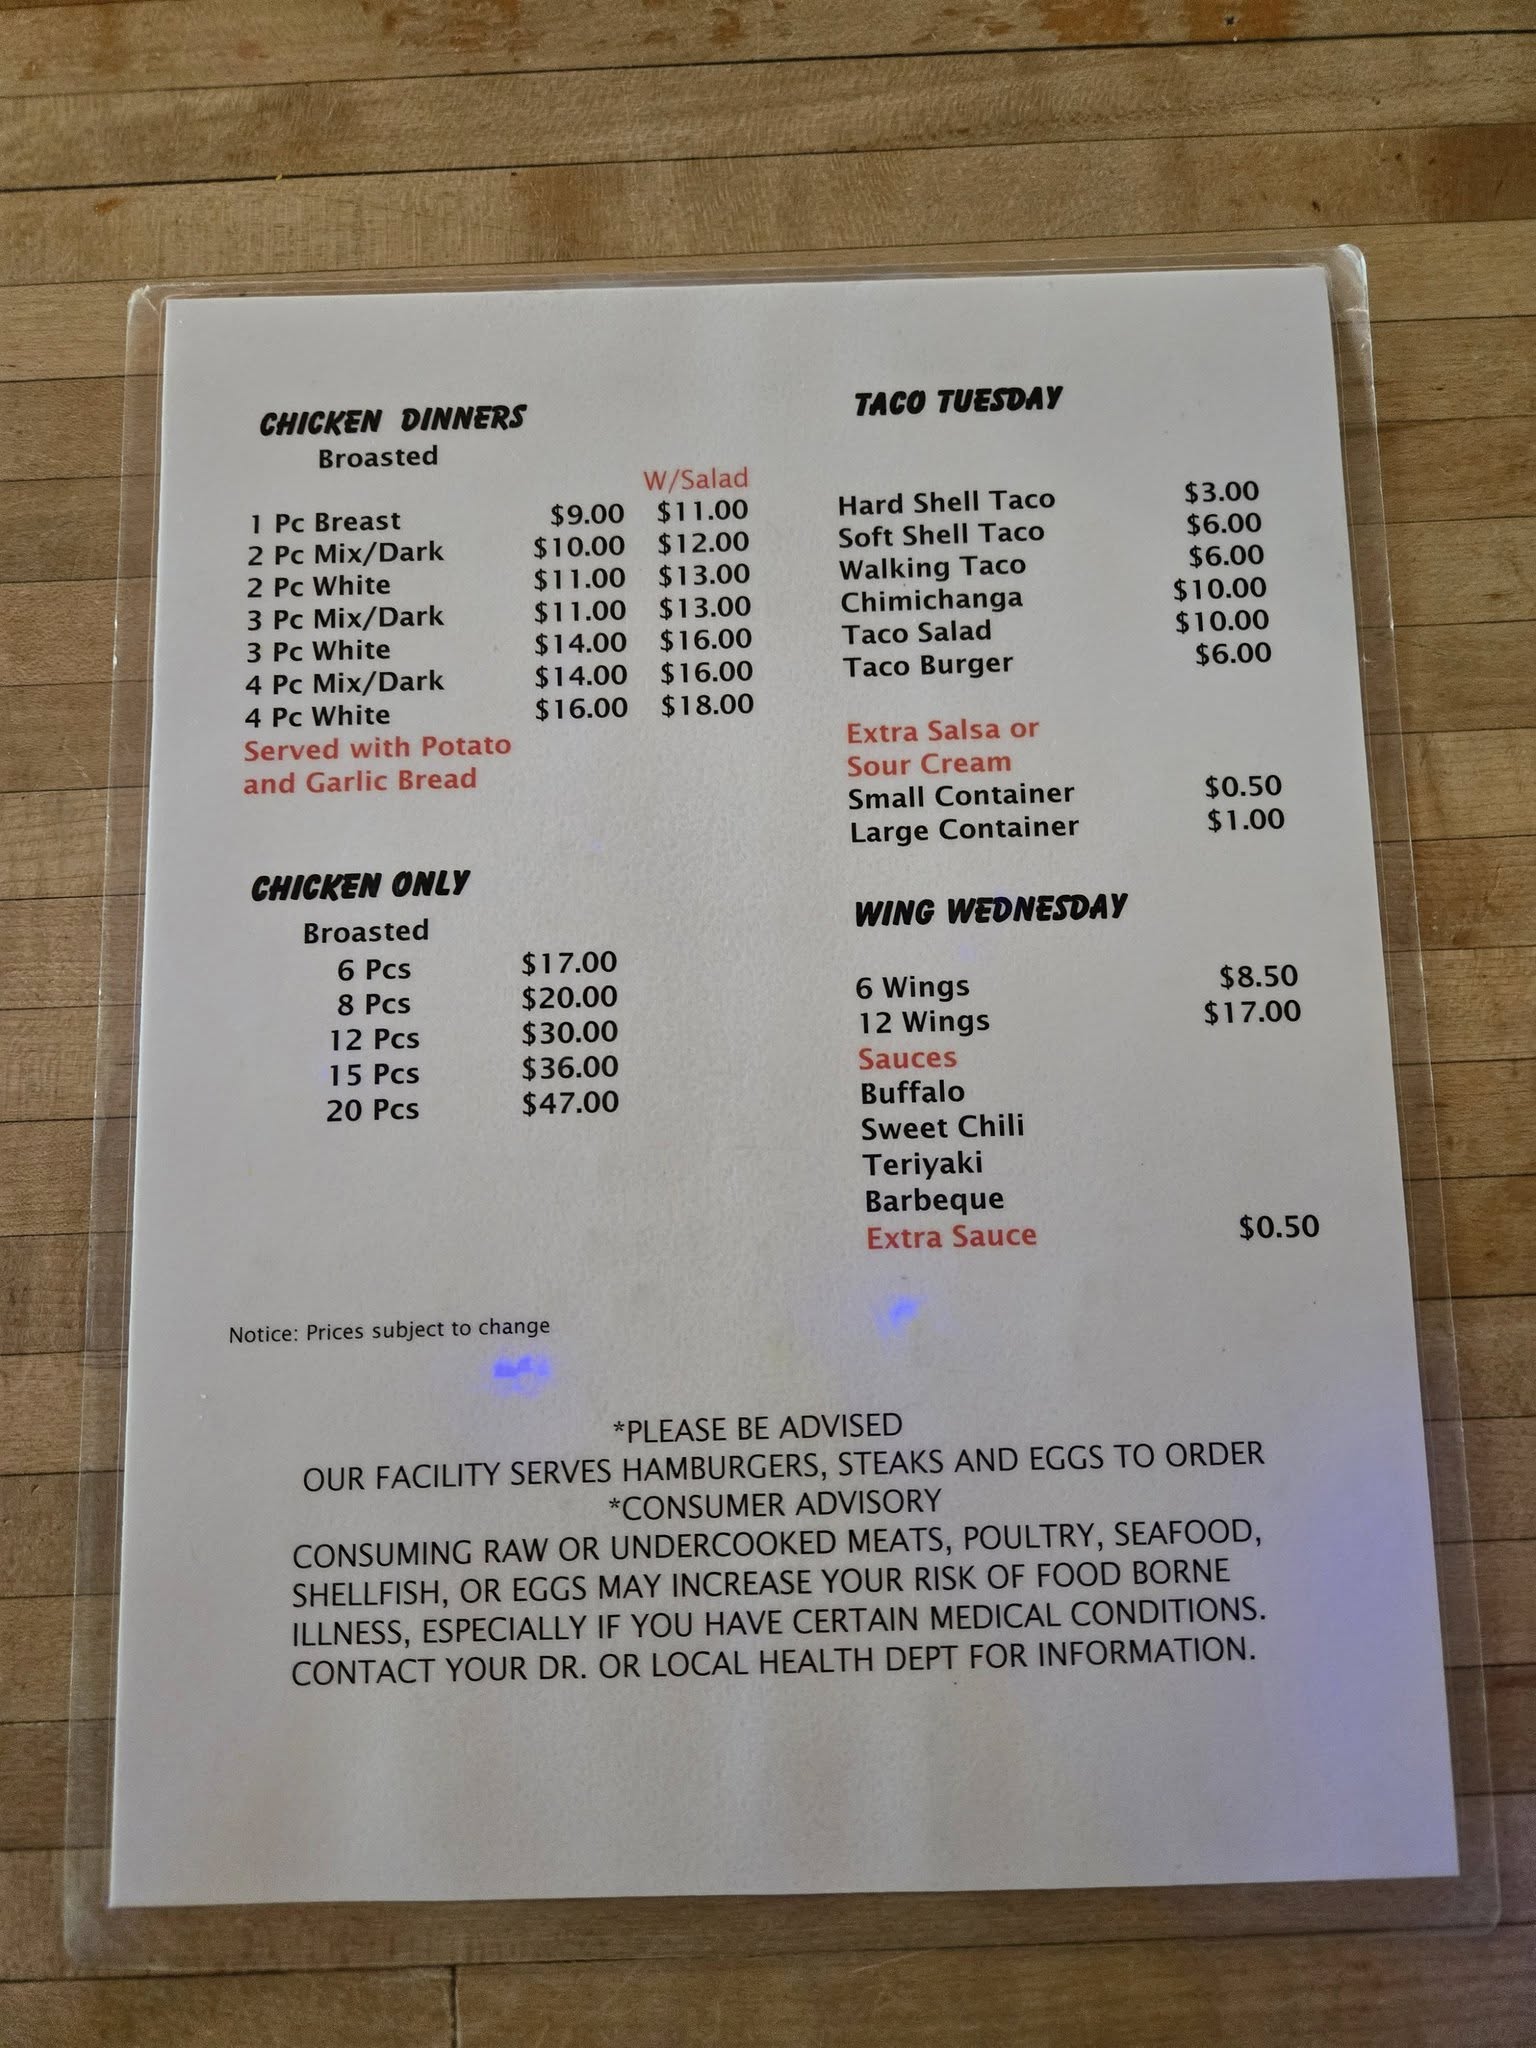 CHICKEN DINNERS
Broasted
W/Salad
1 Pc Breast $9.00 $11.00
2 Pc Mix/Dark $10.00 $12.00
2 Pc White $11.00 $13.00
3 Pc Mix/Dark $11.00 $13.00
3 Pc White $14.00 $16.00
4 Pc Mix/Dark $14.00 $16.00
4 Pc White $16.00 $18.00
Served with Potato
and Garlic Bread
CHICKEN ONLY
Broasted
6 Pcs $17.00
8 Pcs $20.00
12 Pcs $30.00
15 Pcs $36.00
20 Pcs $47.00
TACO TUESDAY
Hard Shell Taco $3.00
Soft Shell Taco $6.00
Walking Taco $6.00
Chimichanga $10.00
Taco Salad $10.00
Taco Burger $6.00
Extra Salsa or
Sour Cream
Small Container $0.50
Large Container $1.00
WING WEDNESDAY
6 Wings $8.50
12 Wings $17.00
Sauces
Buffalo
Sweet Chili
Teriyaki
Barbeque
Extra Sauce $0.50
Notice: Prices subject to change
*PLEASE BE ADVISED
OUR FACILITY SERVES HAMBURGERS, STEAKS AND EGGS TO ORDER
*CONSUMER ADVISORY
CONSUMING RAW OR UNDERCOOKED MEATS, POULTRY, SEAFOOD,
SHELLFISH, OR EGGS MAY INCREASE YOUR RISK OF FOOD BORNE
ILLNESS, ESPECIALLY IF YOU HAVE CERTAIN MEDICAL CONDITIONS.
CONTACT YOUR DR. OR LOCAL HEALTH DEPT FOR INFORMATION.